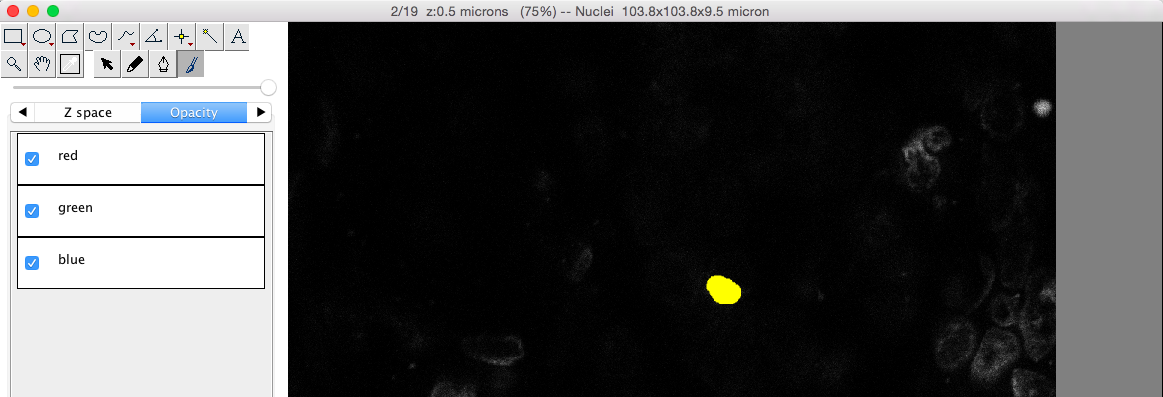 2/19 z:0.5 microns (75%) -- Nuclei 103.8x103.8x9.5 micron
A
Z space
Opacity
red
green
blue